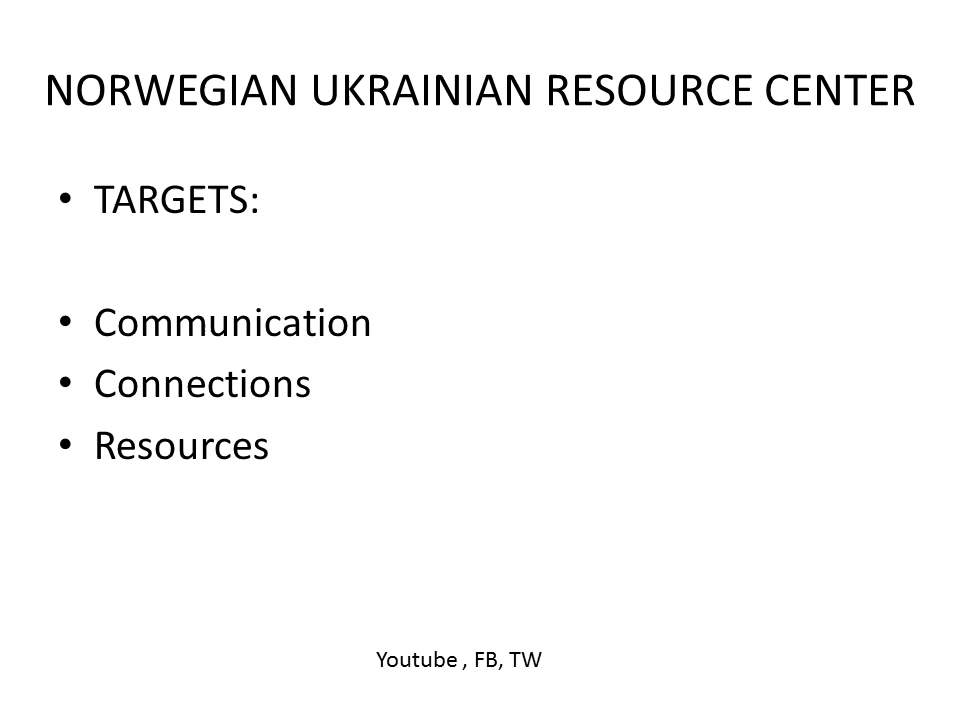 NORWEGIAN UKRAINIAN RESOURCE CENTER
• TARGETS:
• Communication
• Connections
• Resources
Youtube , FB, TW